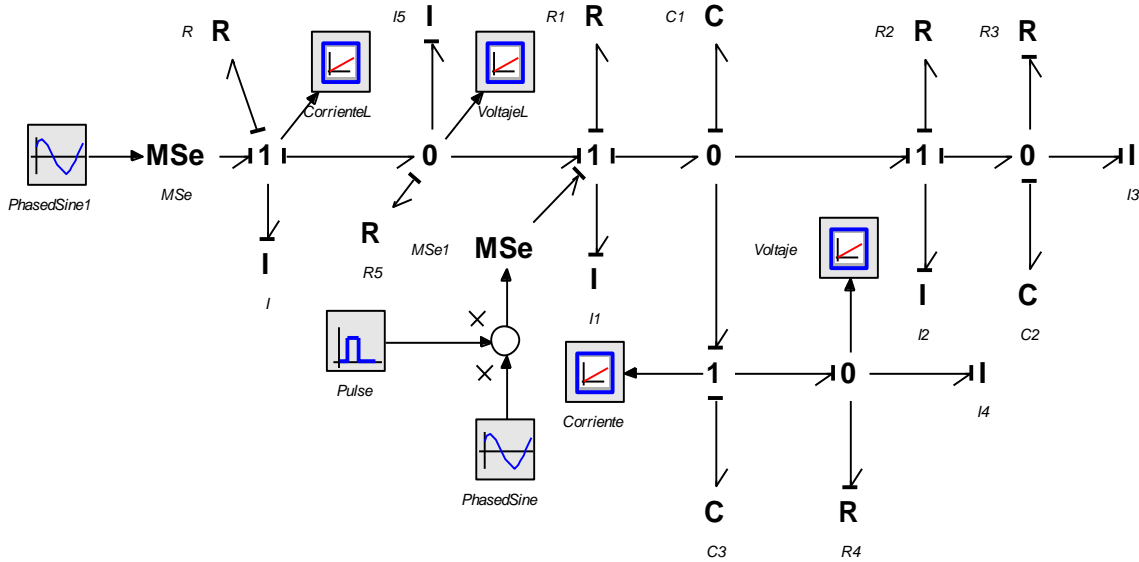 R R
I5 I
R1 R
C1 C
R2 R
R3 R
CorrienteL
VoltajeL
MSe 1 0 1 0 1 0 I
PhasedSine1
MSe
I3
R
R5
MSe1 MSe
Voltaje
I
I
I
I1
I
I2
C
C2
Pulse
1 0 I
Corriente
I4
PhasedSine
C
C3
R
R4